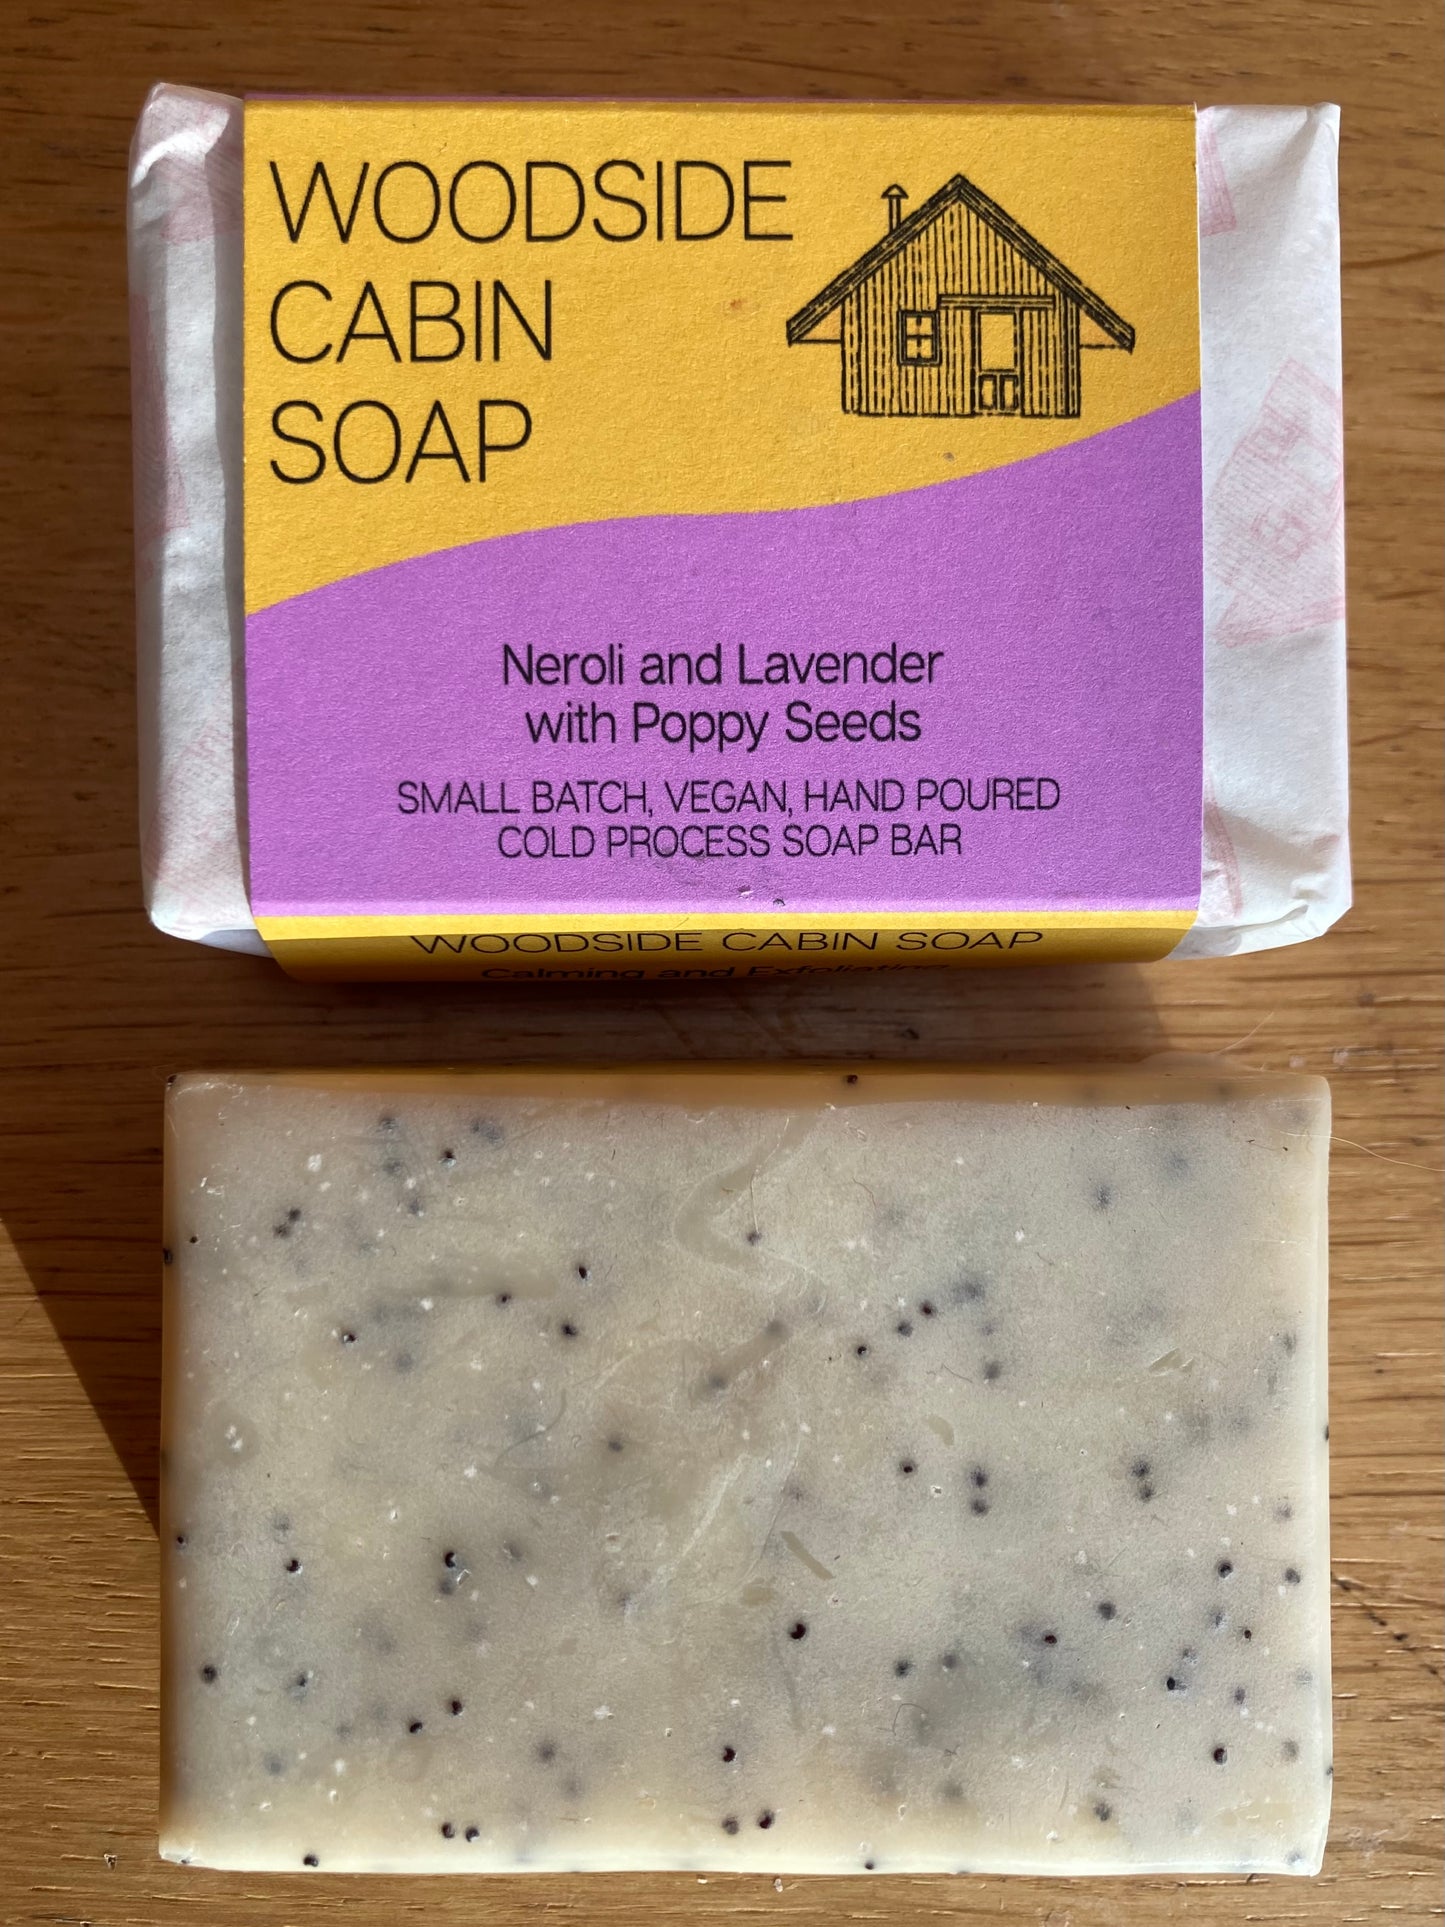 WOODSIDE
CABIN
SOAP
Neroli and Lavender
with Poppy Seeds
SMALL BATCH, VEGAN, HAND POURED
COLD PROCESS SOAP BAR
WOODSIDE CABIN SOAP
Calming and Exfoliating